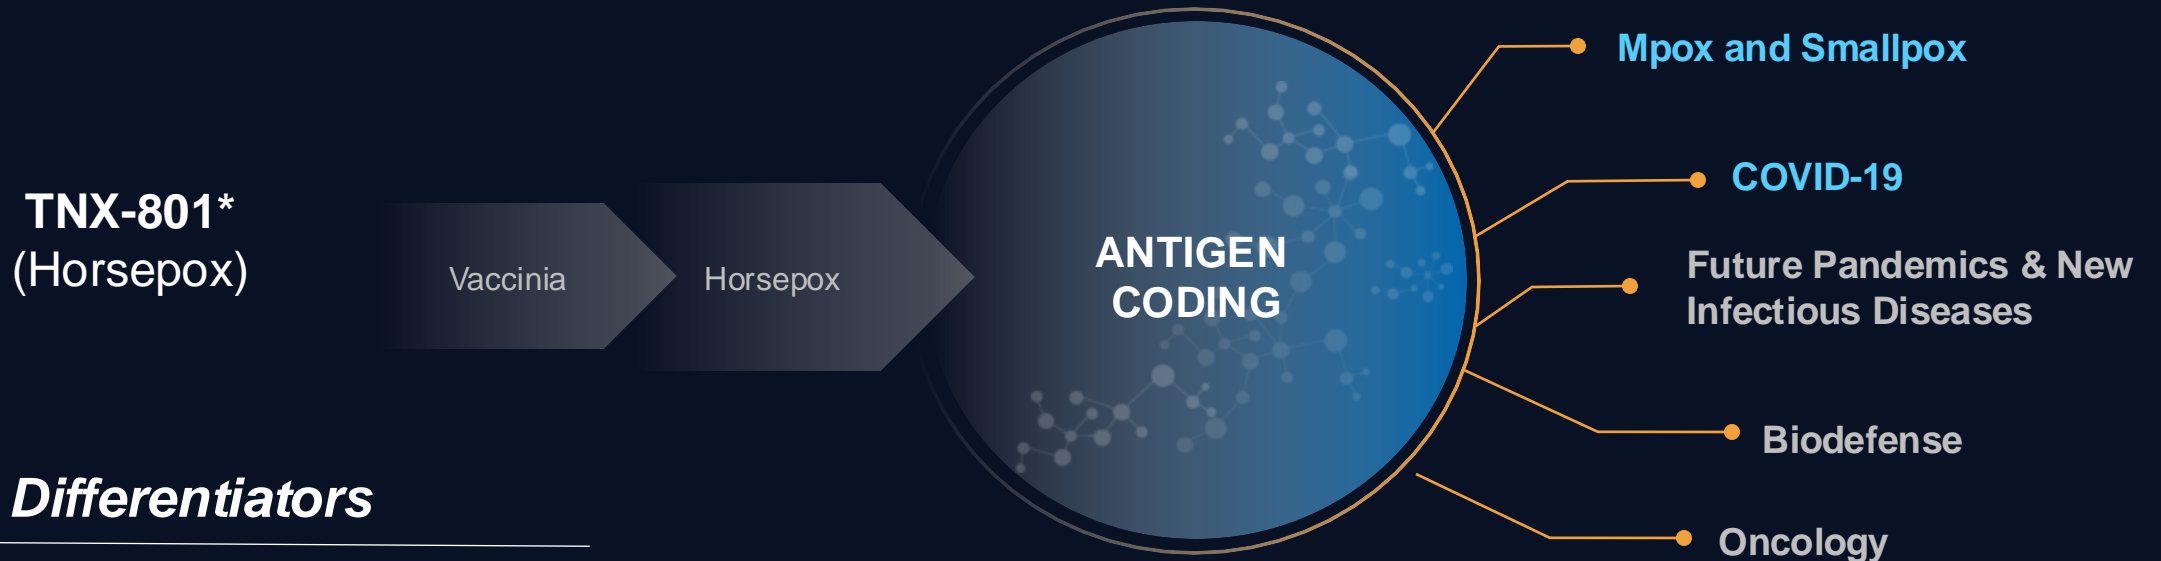 TNX-801*
(Horsepox)
Vaccinia
Horsepox
ANTIGEN
CODING
Mpox and Smallpox
COVID-19
Future Pandemics & New
Infectious Diseases
Biodefense
Oncology
Differentiators